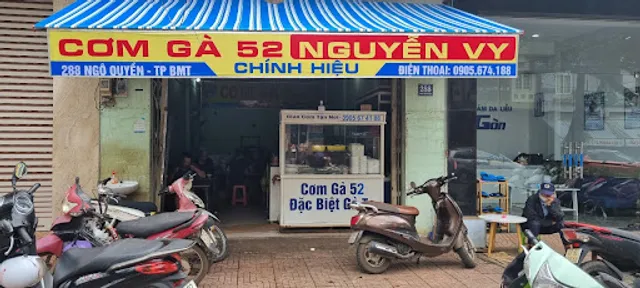 CƠM GÀ 52 NGUYỄN VY
288 NGÔ QUYỀN - TP BMT
CHÍNH HIỆU
ĐIỆN THOẠI: 0905.674.188
288
Cơm Gà 52
Đặc Biệt